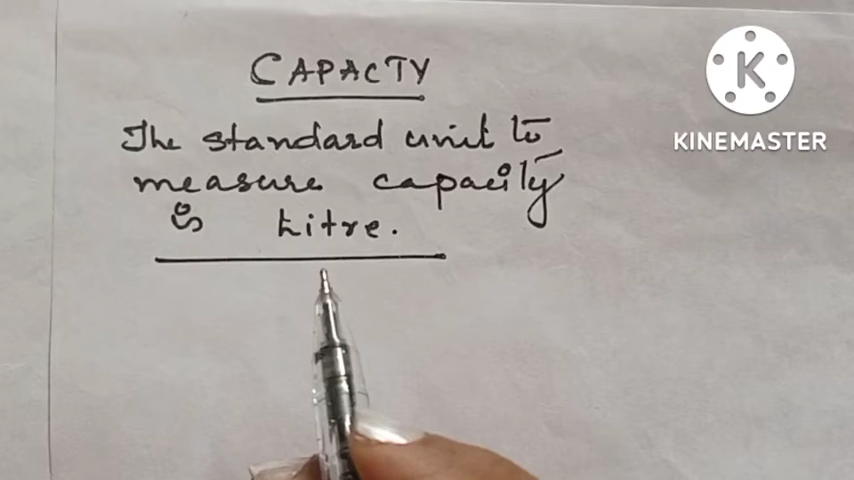 CAPACTY
The standard unit to
measure capacity
is Litre.
K
KINEMASTER